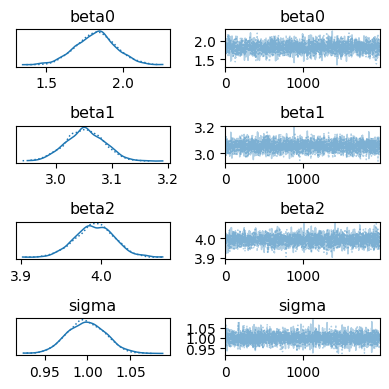 beta0 beta0
2.0
1.5
1.5 2.0 0 1000
beta1 beta1
3.2
3.0
3.0 3.1 3.2 0 1000
beta2 beta2
4.0
3.9
3.9 4.0 0 1000
sigma sigma
1.05
1.00
0.95
0.95 1.00 1.05 0 1000